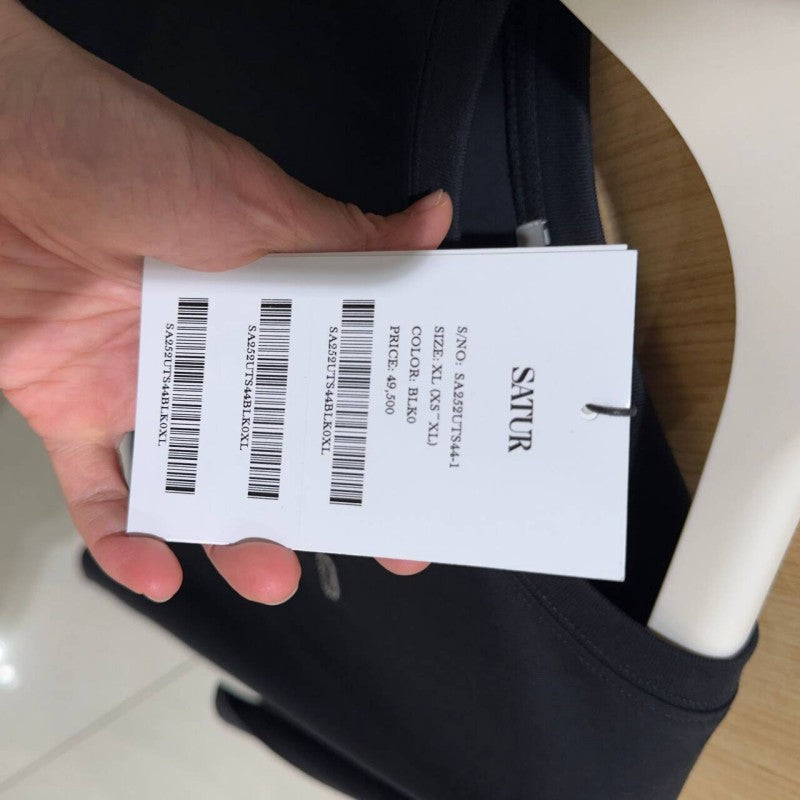 SATUR
S/NO: SA252UTS44-1
SIZE: XL (XS~XL)
COLOR: BLK0
PRICE: 49,500
SA252UTS44BLK0XL
SA252UTS44BLK0XL
SA252UTS44BLK0XL